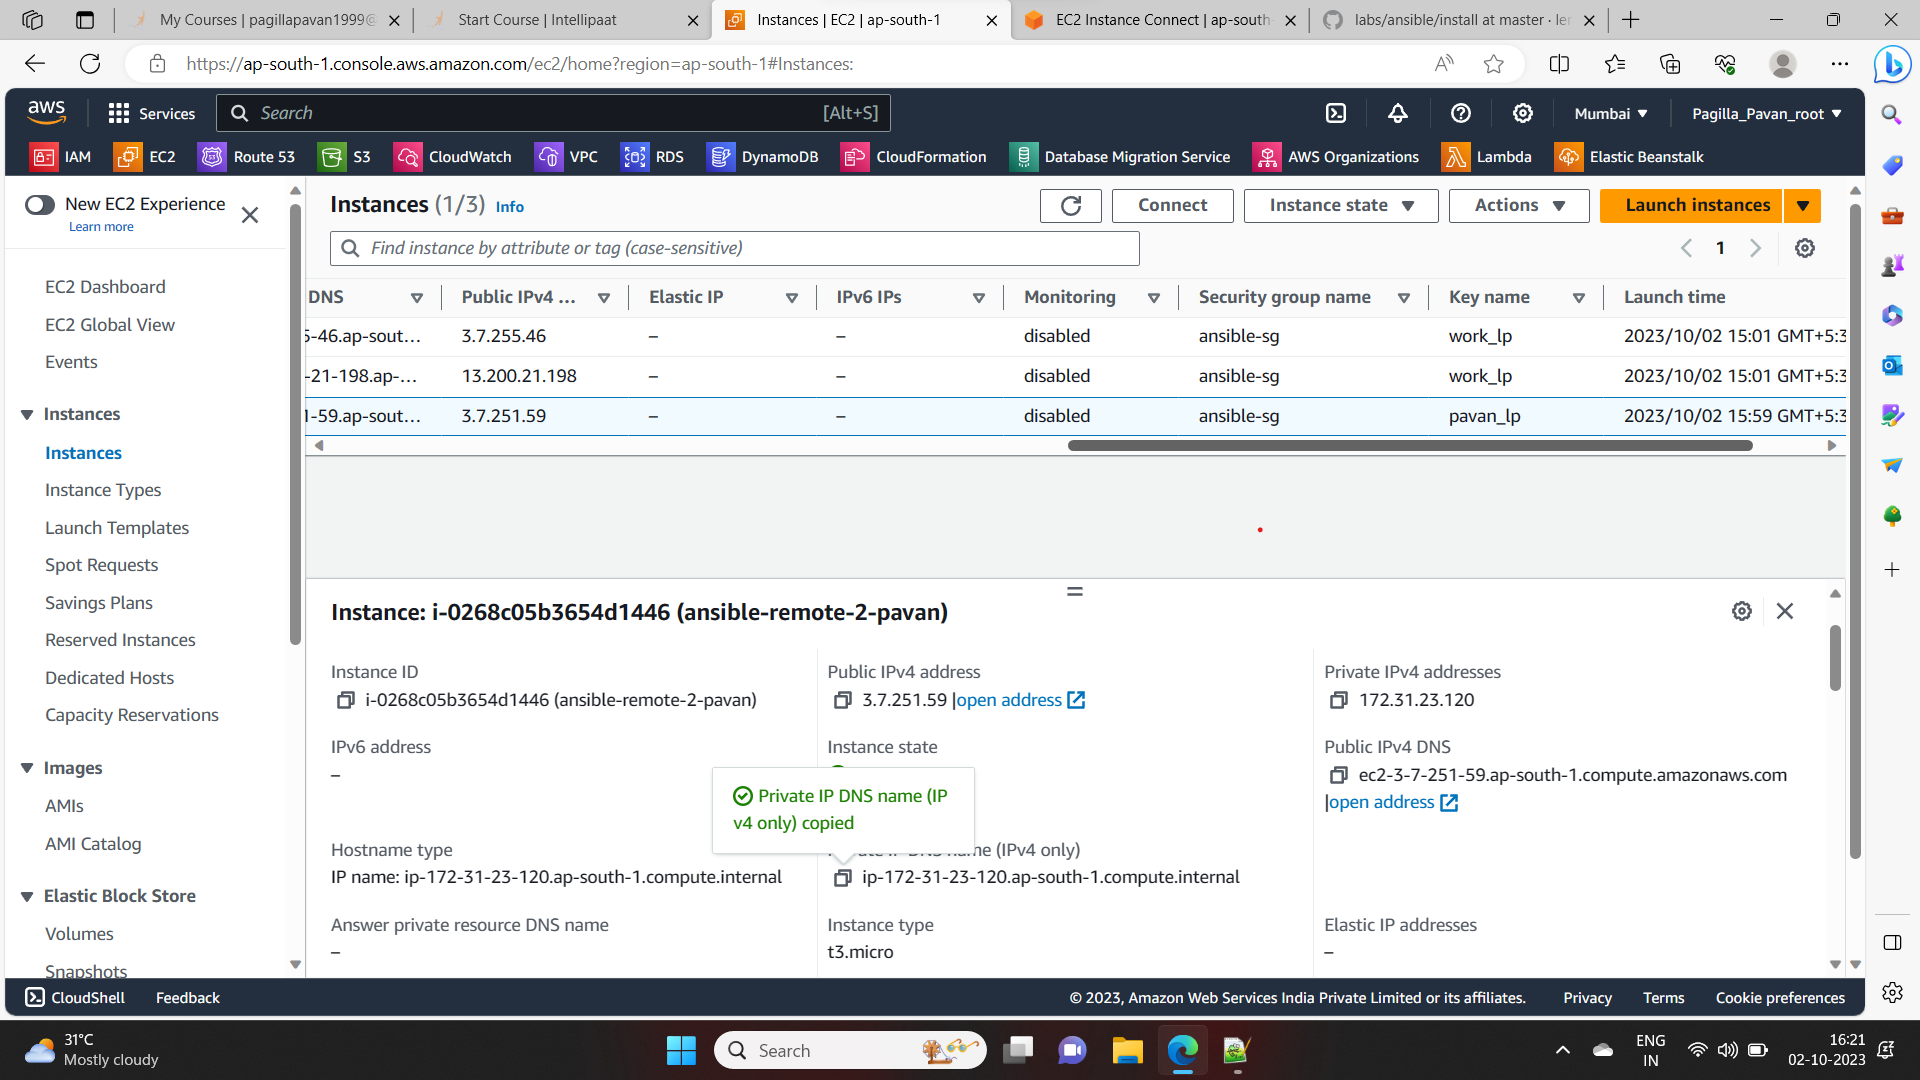 My Courses | pagillapavan1999@
Start Course | Intellipaat
Instances | EC2 | ap-south-1
EC2 Instance Connect | ap-south-
labs/ansible/install at master · ler
https://ap-south-1.console.aws.amazon.com/ec2/home?region=ap-south-1#Instances:
aws
Services
Search
[Alt+S]
Mumbai
Pagilla_Pavan_root
IAM
EC2
Route 53
S3
CloudWatch
VPC
RDS
DynamoDB
CloudFormation
Database Migration Service
AWS Organizations
Lambda
Elastic Beanstalk
New EC2 Experience
Learn more
EC2 Dashboard
EC2 Global View
Events
Instances
Instances
Instance Types
Launch Templates
Spot Requests
Savings Plans
Reserved Instances
Dedicated Hosts
Capacity Reservations
Images
AMIs
AMI Catalog
Elastic Block Store
Volumes
Snapshots
Instances (1/3) Info
Connect
Instance state
Actions
Launch instances
Find instance by attribute or tag (case-sensitive)
1
DNS Public IPv4 ... Elastic IP IPv6 IPs Monitoring Security group name Key name Launch time
5-46.ap-sout... 3.7.255.46 – – disabled ansible-sg work_lp 2023/10/02 15:01 GMT+5:3
-21-198.ap-... 13.200.21.198 – – disabled ansible-sg work_lp 2023/10/02 15:01 GMT+5:3
1-59.ap-sout... 3.7.251.59 – – disabled ansible-sg pavan_lp 2023/10/02 15:59 GMT+5:3
Instance: i-0268c05b3654d1446 (ansible-remote-2-pavan)
Instance ID
i-0268c05b3654d1446 (ansible-remote-2-pavan)
Public IPv4 address
3.7.251.59 |open address
Private IPv4 addresses
172.31.23.120
IPv6 address
–
Instance state
Public IPv4 DNS
ec2-3-7-251-59.ap-south-1.compute.amazonaws.com
|open address
Private IP DNS name (IP
v4 only) copied
Hostname type
IP name: ip-172-31-23-120.ap-south-1.compute.internal
(IPv4 only)
ip-172-31-23-120.ap-south-1.compute.internal
Answer private resource DNS name
–
Instance type
t3.micro
Elastic IP addresses
–
CloudShell
Feedback
© 2023, Amazon Web Services India Private Limited or its affiliates.
Privacy
Terms
Cookie preferences
31°C
Mostly cloudy
Search
ENG
IN
16:21
02-10-2023